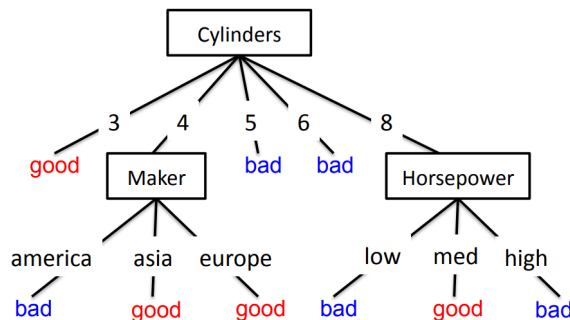 Cylinders
3 4 5 6 8
good bad bad
Maker Horsepower
america asia europe low med high
bad good good bad good bad